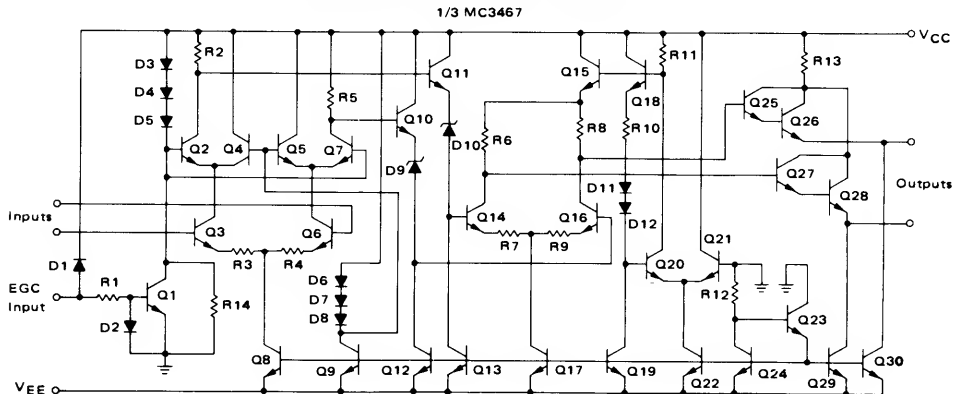 1/3 MC3467
VCC
R2
R11
D3
Q11
Q15
R13
D4
R5
Q18
Q25
D5
Q10
Q26
D10
R6
R8
R10
Q2
Q4
Q5
Q7
D9
Q27
D11
Q28
Outputs
Inputs
Q14
Q16
D12
Q3
Q6
R7
R9
Q21
R3
R4
Q20
D1
D6
R12
EGC
Input
R1
Q1
D7
R14
D8
Q23
D2
Q8
Q30
VEE
Q9
Q12
Q13
Q17
Q19
Q22
Q24
Q29